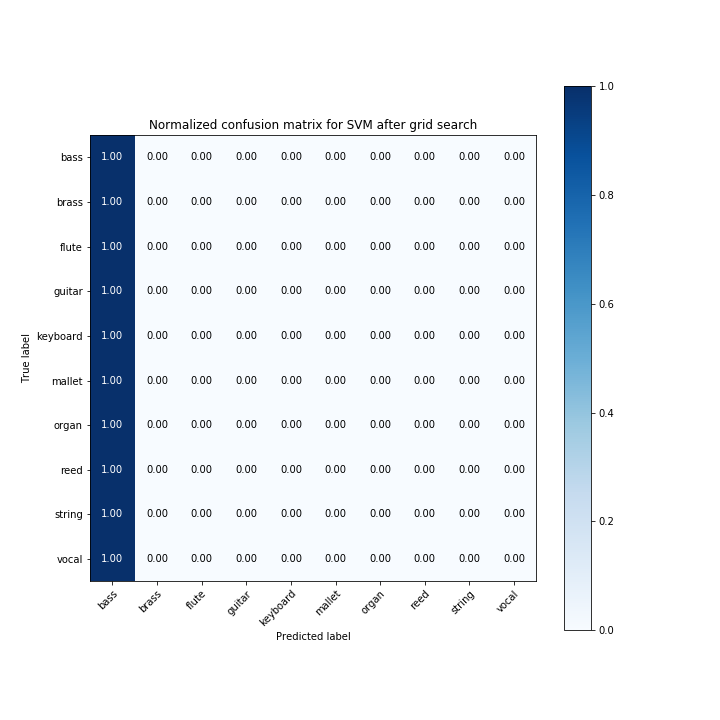 Normalized confusion matrix for SVM after grid search
True label
bass 1.00 0.00 0.00 0.00 0.00 0.00 0.00 0.00 0.00 0.00
brass 1.00 0.00 0.00 0.00 0.00 0.00 0.00 0.00 0.00 0.00
flute 1.00 0.00 0.00 0.00 0.00 0.00 0.00 0.00 0.00 0.00
guitar 1.00 0.00 0.00 0.00 0.00 0.00 0.00 0.00 0.00 0.00
keyboard 1.00 0.00 0.00 0.00 0.00 0.00 0.00 0.00 0.00 0.00
mallet 1.00 0.00 0.00 0.00 0.00 0.00 0.00 0.00 0.00 0.00
organ 1.00 0.00 0.00 0.00 0.00 0.00 0.00 0.00 0.00 0.00
reed 1.00 0.00 0.00 0.00 0.00 0.00 0.00 0.00 0.00 0.00
string 1.00 0.00 0.00 0.00 0.00 0.00 0.00 0.00 0.00 0.00
vocal 1.00 0.00 0.00 0.00 0.00 0.00 0.00 0.00 0.00 0.00
bass brass flute guitar keyboard mallet organ reed string vocal
Predicted label
1.0
0.8
0.6
0.4
0.2
0.0